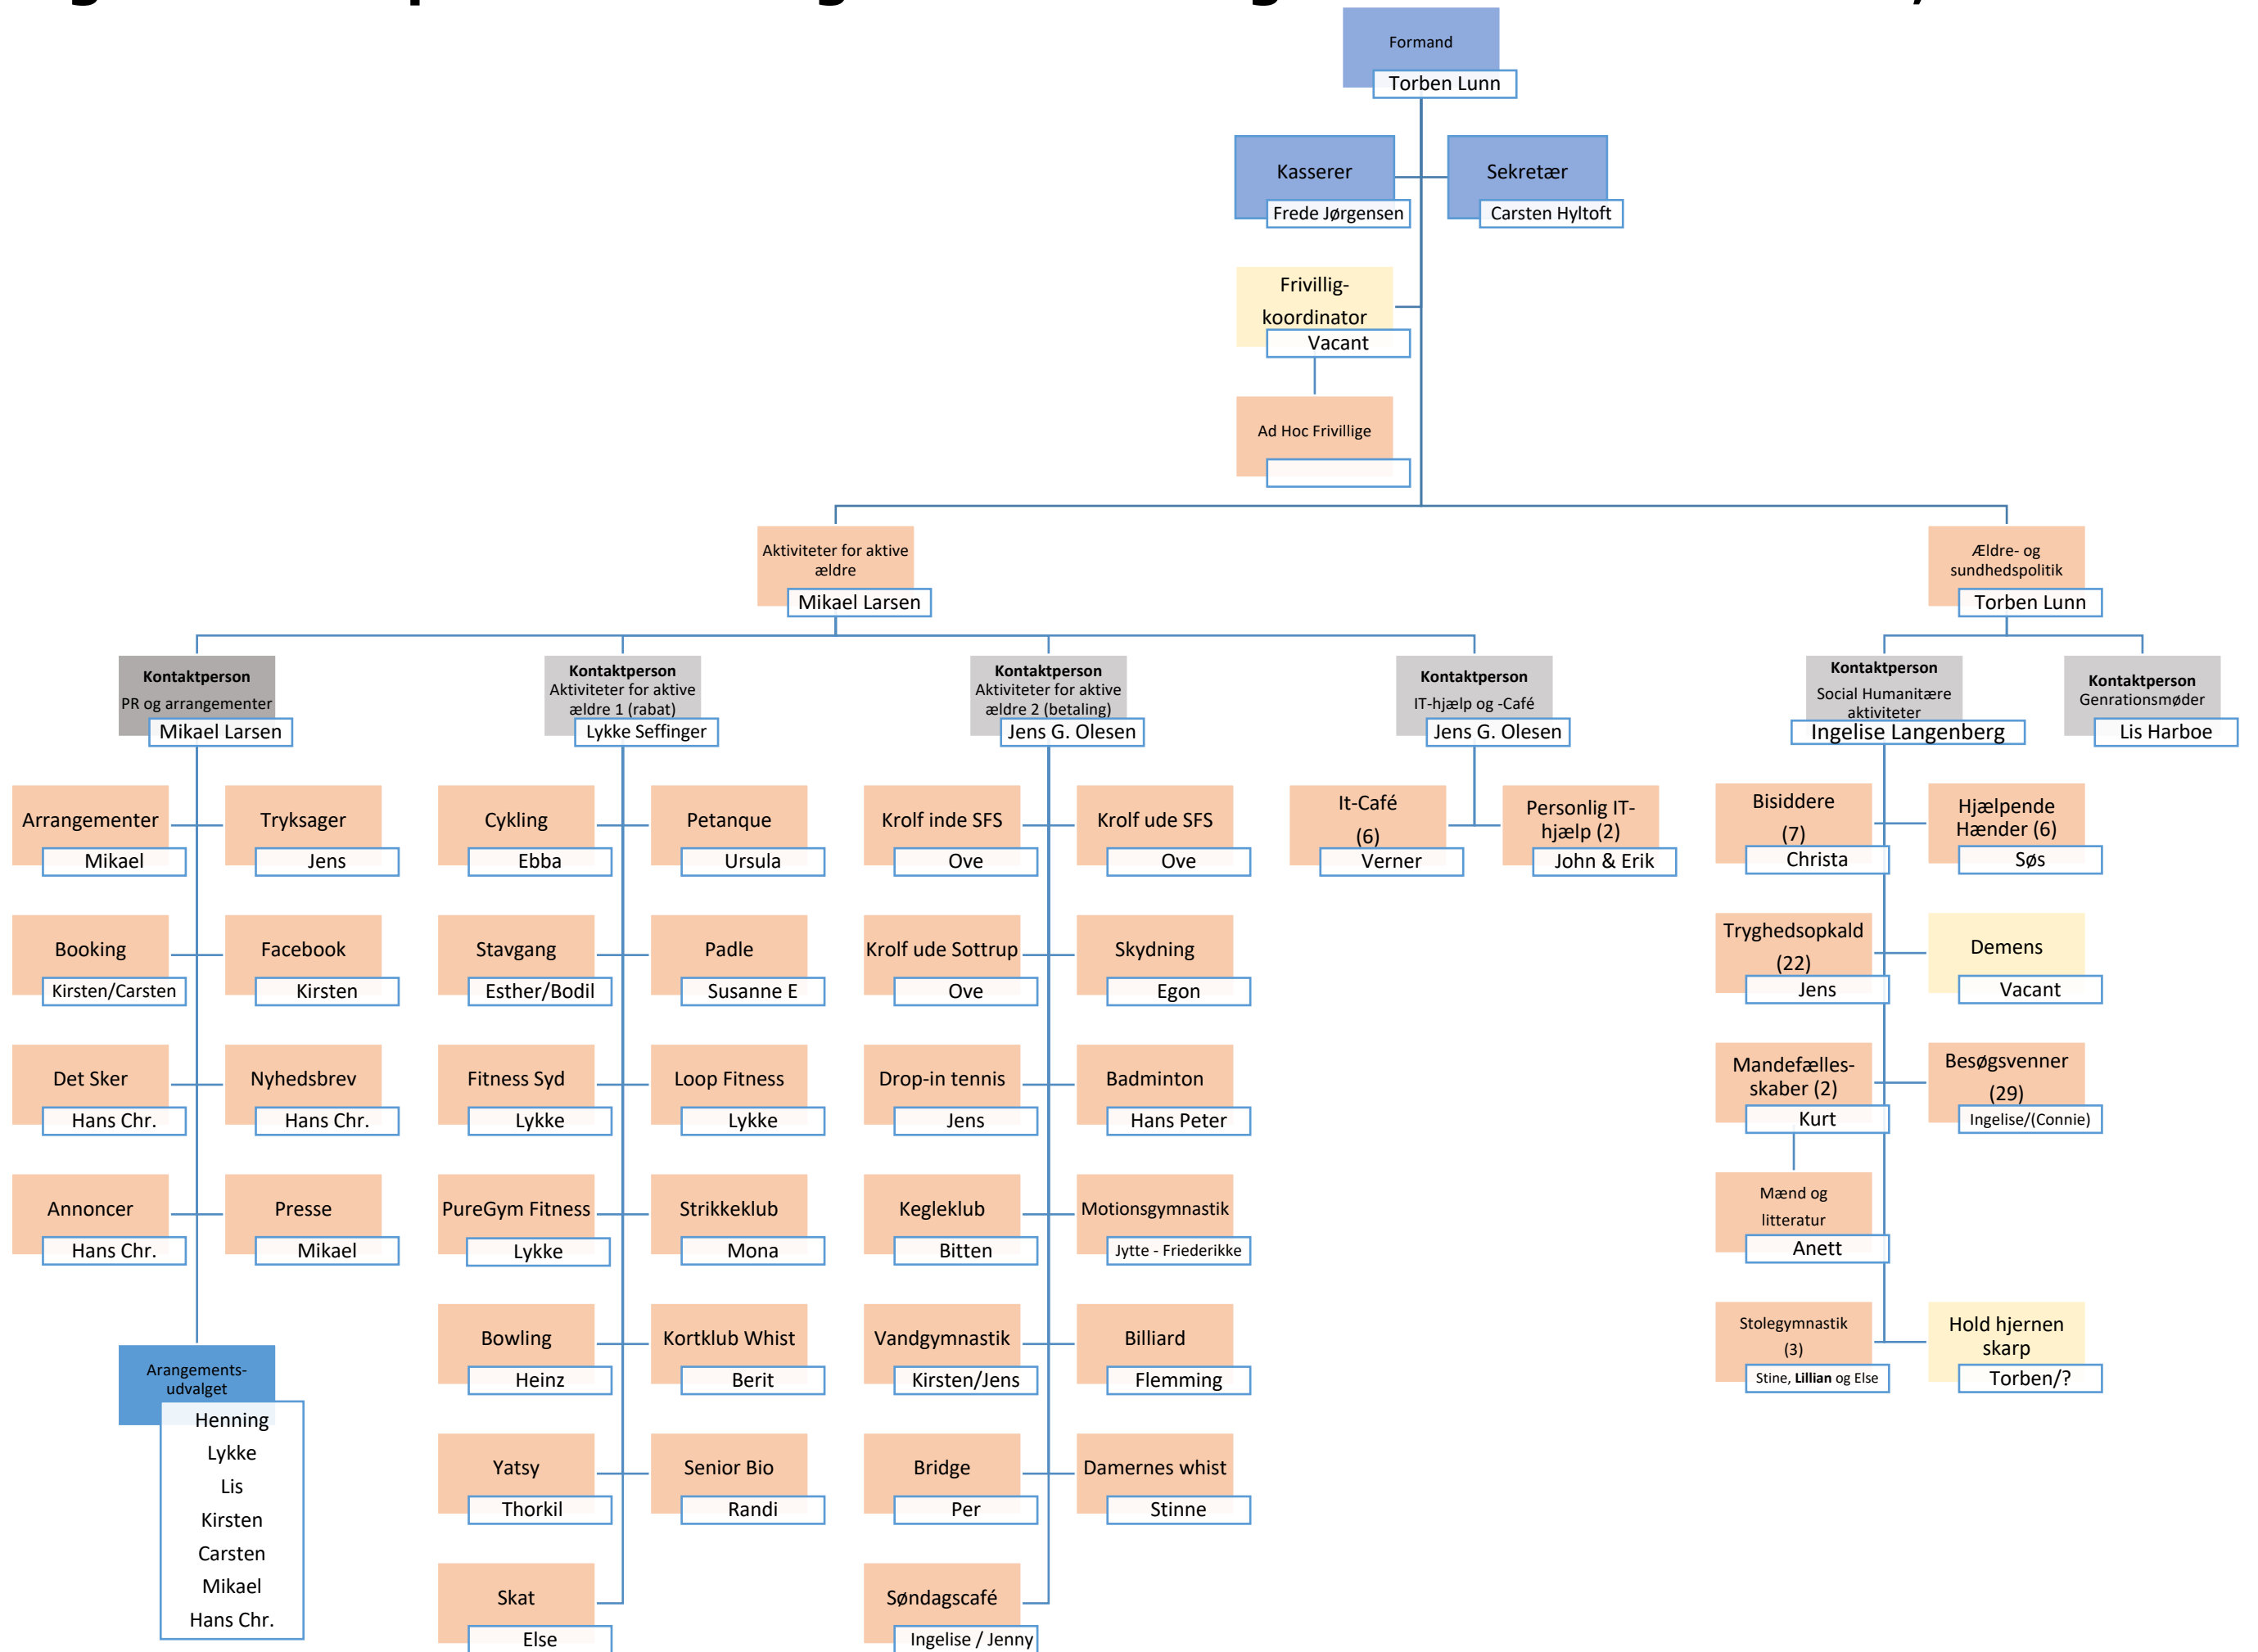 Formand
Torben Lunn
Kasserer
Frede Jørgensen
Sekretær
Carsten Hyltoft
Frivillig-
koordinator
Vacant
Ad Hoc Frivillige
Aktiviteter for aktive
ældre
Mikael Larsen
Ældre- og
sundhedspolitik
Torben Lunn
Kontaktperson
PR og arrangementer
Mikael Larsen
Kontaktperson
Aktiviteter for aktive
ældre 1 (rabat)
Lykke Seffinger
Kontaktperson
Aktiviteter for aktive
ældre 2 (betaling)
Jens G. Olesen
Kontaktperson
IT-hjælp og -Café
Jens G. Olesen
Kontaktperson
Social Humanitære
aktiviteter
Ingelise Langenberg
Kontaktperson
Genrationsmøder
Lis Harboe
Arrangementer
Mikael
Tryksager
Jens
Booking
Kirsten/Carsten
Facebook
Kirsten
Det Sker
Hans Chr.
Nyhedsbrev
Hans Chr.
Annoncer
Hans Chr.
Presse
Mikael
Arangements-
udvalget
Henning
Lykke
Lis
Kirsten
Carsten
Mikael
Hans Chr.
Cykling
Ebba
Petanque
Ursula
Stavgang
Esther/Bodil
Padle
Susanne E
Fitness Syd
Lykke
Loop Fitness
Lykke
PureGym Fitness
Lykke
Strikkeklub
Mona
Bowling
Heinz
Kortklub Whist
Berit
Yatsy
Thorkil
Senior Bio
Randi
Skat
Else
Krolf inde SFS
Ove
Krolf ude SFS
Ove
Krolf ude Sottrup
Ove
Skydning
Egon
Drop-in tennis
Jens
Badminton
Hans Peter
Kegleklub
Bitten
Motionsgymnastik
Jytte - Friederikke
Vandgymnastik
Kirsten/Jens
Billiard
Flemming
Bridge
Per
Damernes whist
Stinne
Søndagscafé
Ingelise / Jenny
It-Café
(6)
Verner
Personlig IT-
hjælp (2)
John & Erik
Bisiddere
(7)
Christa
Hjælpende
Hænder (6)
Søs
Tryghedsopkald
(22)
Jens
Demens
Vacant
Mandefælles-
skaber (2)
Kurt
Besøgsvenner
(29)
Ingelise/(Connie)
Mænd og
litteratur
Anett
Stolegymnastik
(3)
Stine, Lillian og Else
Hold hjernen
skarp
Torben/?